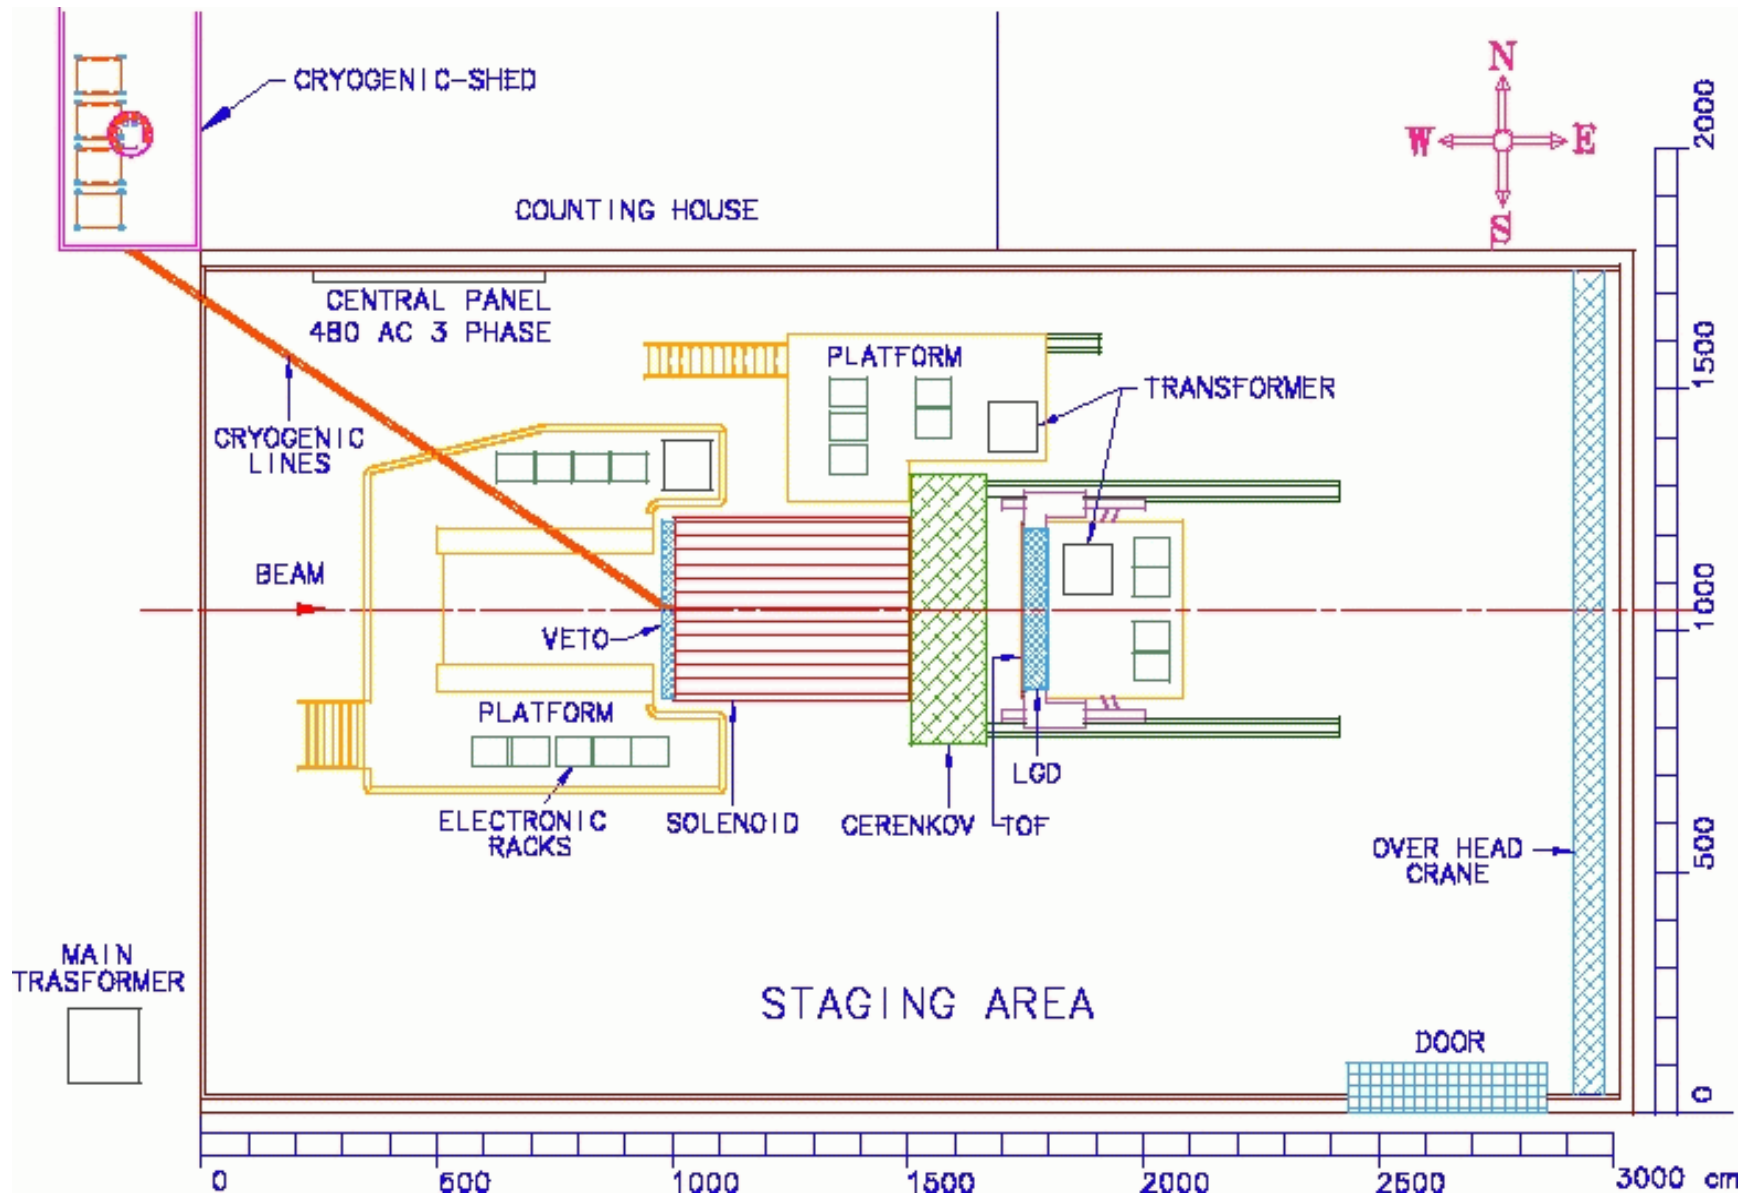 CRYOGENIC-SHED
N
W E
S
COUNTING HOUSE
CENTRAL PANEL
480 AC 3 PHASE
PLATFORM
TRANSFORMER
CRYOGENIC
LINES
BEAM
VETO
PLATFORM
ELECTRONIC
RACKS
SOLENOID
CERENKOV
TOF
LGD
OVER HEAD
CRANE
MAIN
TRASFORMER
STAGING AREA
DOOR
2000
1500
1000
500
0
0 500 1000 1500 2000 2500 3000 cm